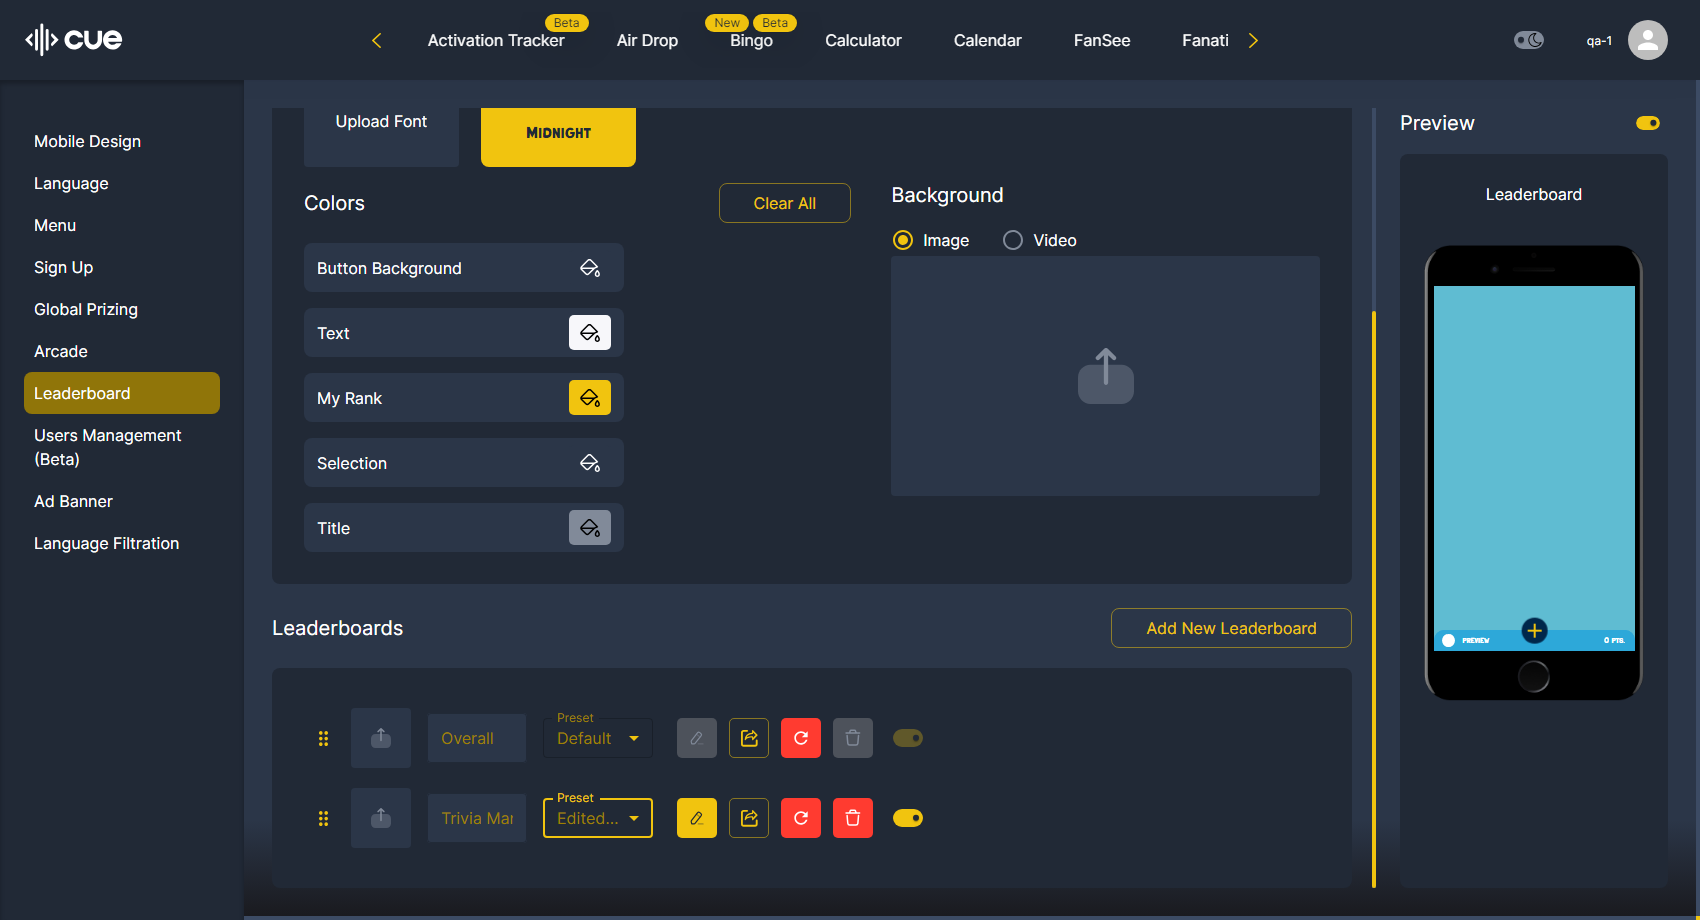 cue
Activation Tracker
Beta
Air Drop
New
Beta
Bingo
Calculator
Calendar
FanSee
Fanati
qa-1
Mobile Design
Language
Menu
Sign Up
Global Prizing
Arcade
Leaderboard
Users Management
(Beta)
Ad Banner
Language Filtration
Upload Font
MIDNIGHT
Colors
Clear All
Button Background
Text
My Rank
Selection
Title
Background
Image
Video
Leaderboards
Add New Leaderboard
Overall
Preset
Default
Trivia Mar
Preset
Edited...
Preview
Leaderboard
PREVIEW
0 PTS.